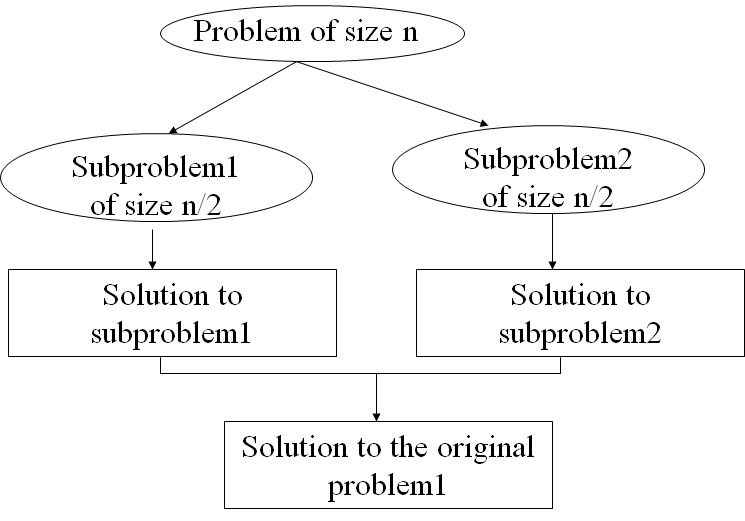 Problem of size n
Subproblem1
of size n/2
Subproblem2
of size n/2
Solution to
subproblem1
Solution to
subproblem2
Solution to the original
problem1